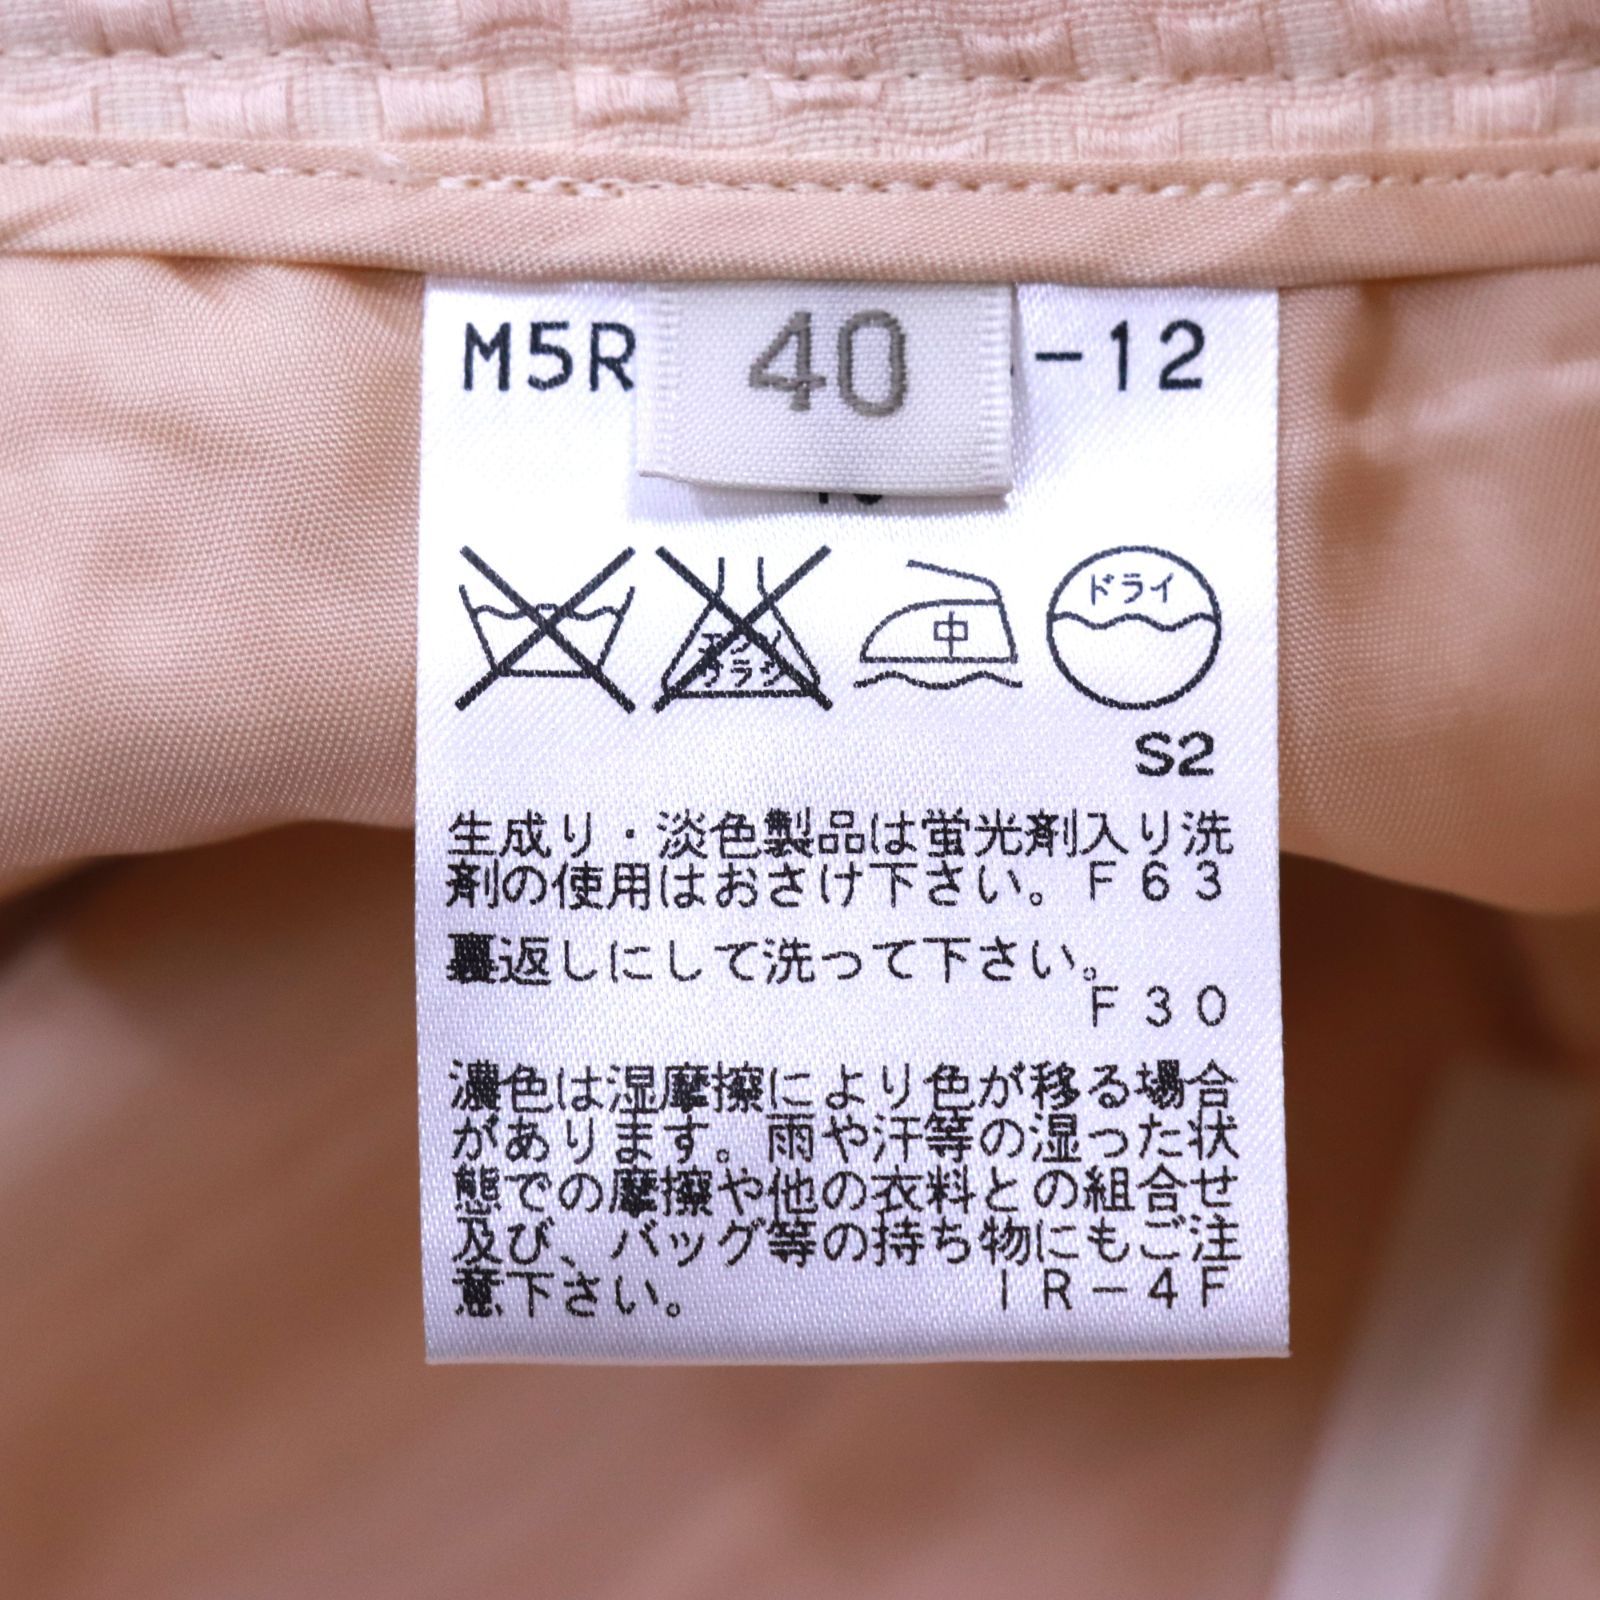 M5R 40 -12
中 ドライ
S2
生成り・淡色製品は蛍光剤入り洗
剤の使用はおさけ下さい。F63
裏返しにして洗って下さい。
F30
濃色は湿摩擦により色が移る場合
があります。雨や汗等の湿った状
態での摩擦や他の衣料との組合せ
及び、バッグ等の持ち物にもご注
意下さい。 IR-4F